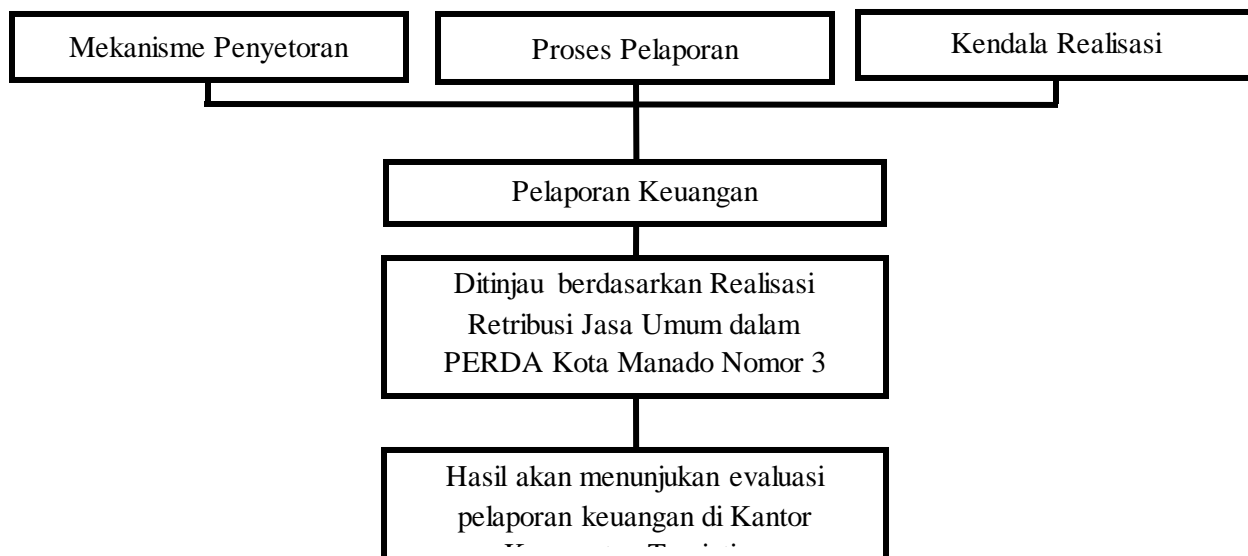 Mekanisme Penyetoran
Proses Pelaporan
Kendala Realisasi
Pelaporan Keuangan
Ditinjau berdasarkan Realisasi
Retribusi Jasa Umum dalam
PERDA Kota Manado Nomor 3
Hasil akan menunjukan evaluasi
pelaporan keuangan di Kantor